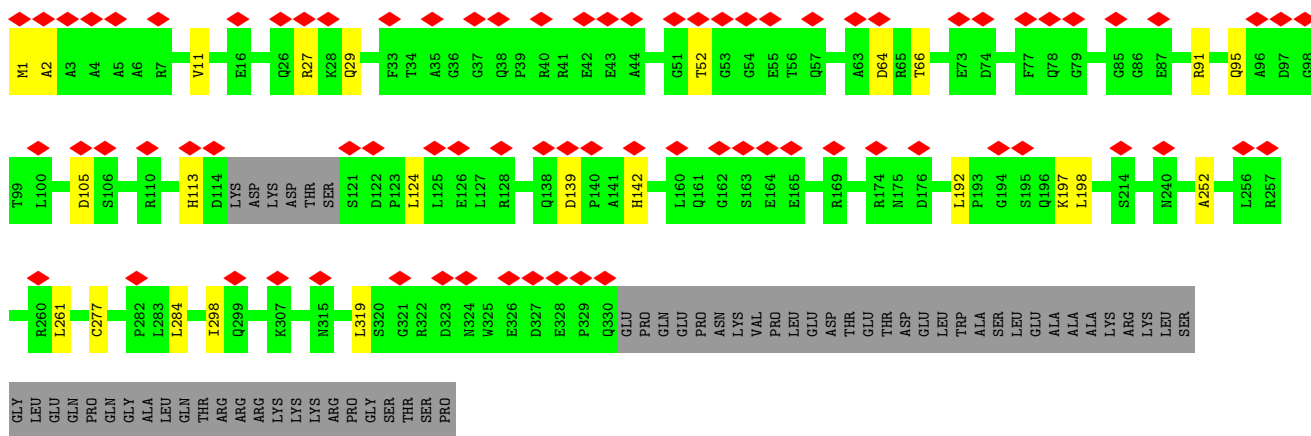 M1 A2 A3 A4 A5 A6 R7 V11 E16 Q26 R27 K28 Q29 F33 T34 A35 G36 G37 Q38 P39 R40 R41 E42 E43 A44 G51 T52 G53 G54 E55 T56 Q57 A63 D64 R65 T66 E73 D74 F77 Q78 G79 G85 G86 E87 R91 Q95 A96 D97 G98
T99 L100 D105 S106 R110 H113 D114 LYS ASP LYS ASP THR SER S121 D122 P123 L124 L125 E126 L127 R128 Q138 D139 P140 A141 H142 L160 Q161 G162 S163 E164 E165 R169 R174 N175 D176 L192 P193 G194 S195 Q196 K197 L198 S214 N240 A252 L256 R257
R260 L261 C277 P282 L283 L284 I298 Q299 K307 N315 L319 S320 G321 R322 D323 N324 W325 E326 D327 E328 P329 Q330 GLU PRO GLN GLU PRO ASN LYS VAL PRO LEU GLU ASP THR GLU THR ASP GLU LEU TRP ALA SER LEU GLU ALA ALA ALA LYS ARG LYS LEU SER
GLY LEU GLU GLN PRO GLN GLY ALA LEU GLN THR ARG ARG ARG LYS LYS LYS ARG PRO GLY SER THR SER PRO